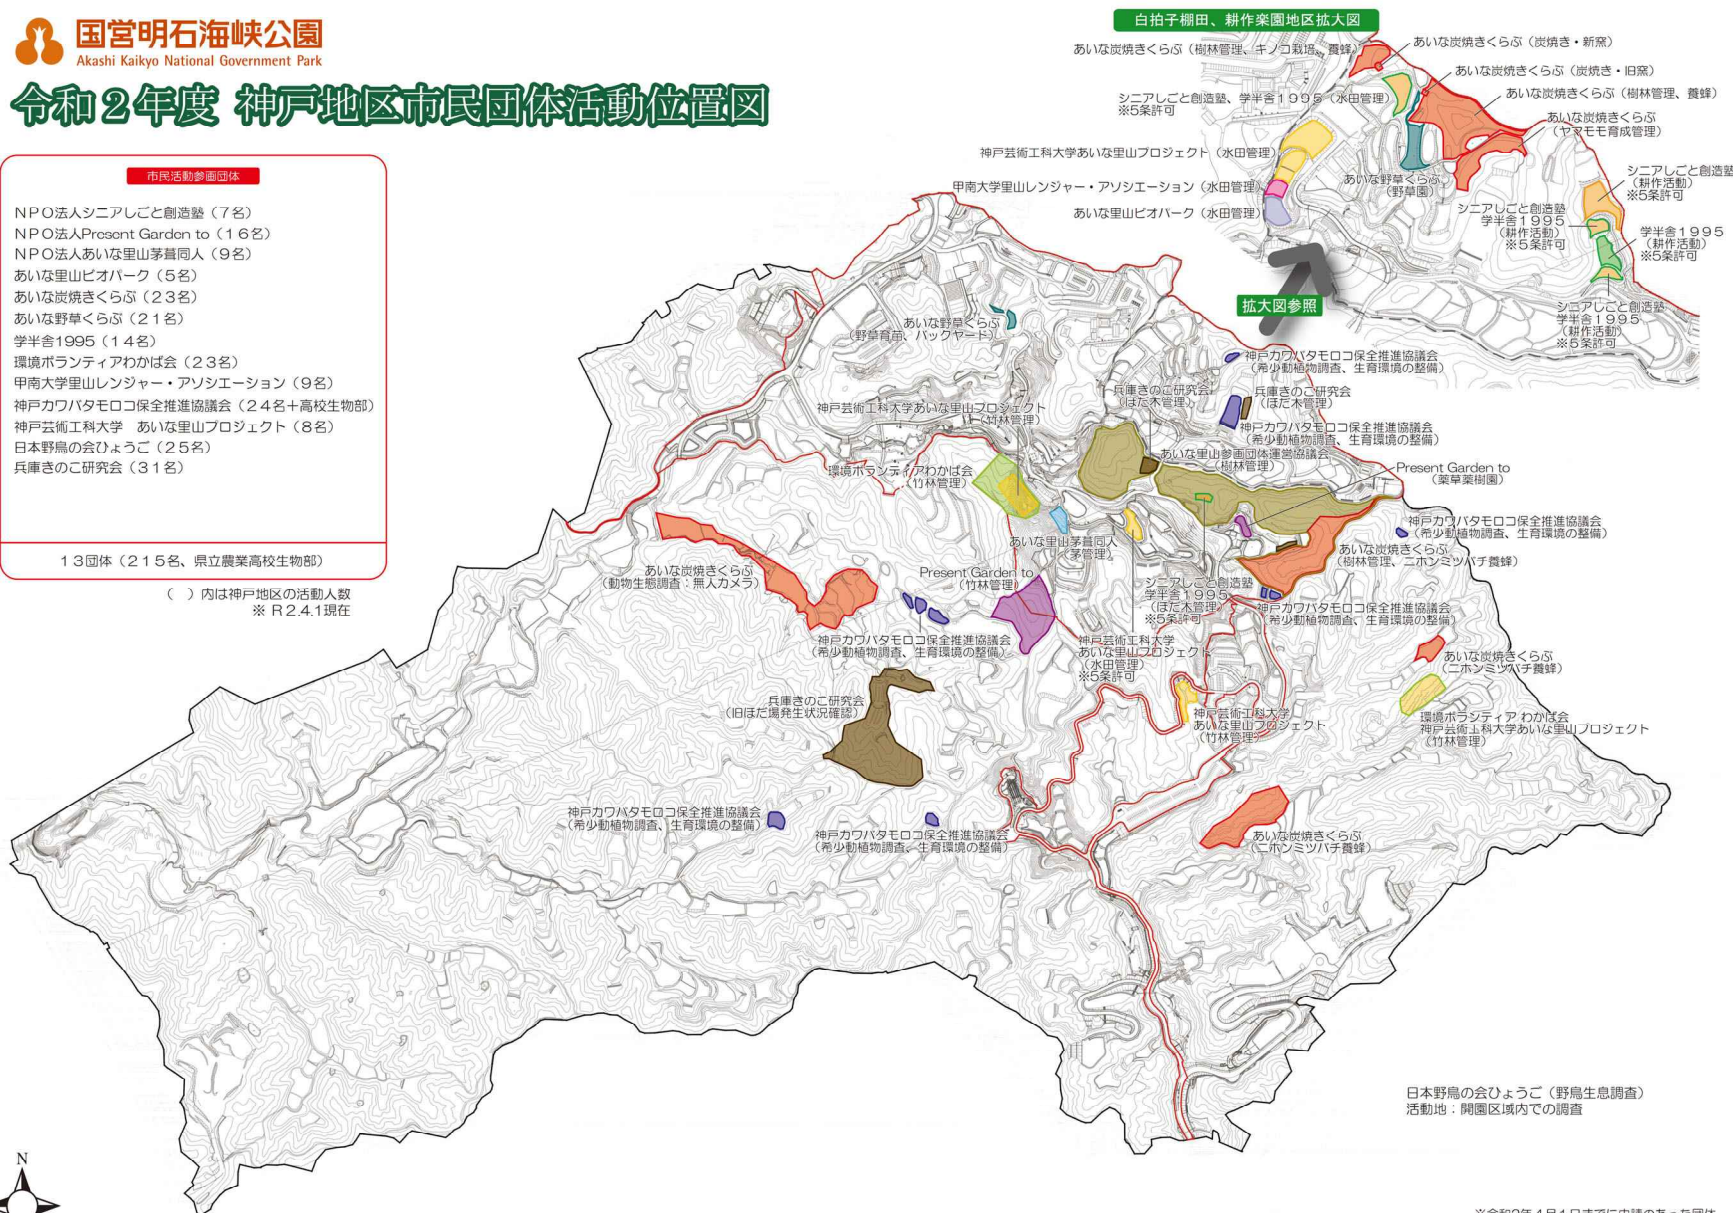 国営明石海峡公園
Akashi Kaikyo National Government Park
令和２年度 神戸地区市民団体活動位置図
市民活動参画団体
ＮＰＯ法人シニアしごと創造塾（７名）
ＮＰＯ法人Present Garden to（１６名）
ＮＰＯ法人あいな里山茅葺同人（９名）
あいな里山ビオパーク（５名）
あいな炭焼きくらぶ（２３名）
あいな野草くらぶ（２１名）
学半舎1995（１４名）
環境ボランティアわかば会（２３名）
甲南大学里山レンジャー・アソシエーション（９名）
神戸カワバタモロコ保全推進協議会（２４名＋高校生物部）
神戸芸術工科大学　あいな里山プロジェクト（８名）
日本野鳥の会ひょうご（２５名）
兵庫きのこ研究会（３１名）
１３団体（２１５名、県立農業高校生物部）
（　）内は神戸地区の活動人数
※ R２.４.１現在
白拍子棚田、耕作楽園地区拡大図
あいな炭焼きくらぶ（樹林管理、キノコ栽培、養蜂）
あいな炭焼きくらぶ（炭焼き・新窯）
あいな炭焼きくらぶ（炭焼き・旧窯）
あいな炭焼きくらぶ（樹林管理、養蜂）
シニアしごと創造塾、学半舎１９９５（水田管理）
※5条許可
あいな炭焼きくらぶ
（ヤマモモ育成管理）
神戸芸術工科大学あいな里山プロジェクト（水田管理）
甲南大学里山レンジャー・アソシエーション（水田管理）
あいな里山ビオパーク（水田管理）
あいな野草くらぶ
（野草園）
シニアしごと創造塾
（耕作活動）
※5条許可
シニアしごと創造塾
学半舎１９９５
（耕作活動）
※5条許可
学半舎１９９５
（耕作活動）
※5条許可
シニアしごと創造塾
学半舎１９９５
（耕作活動）
※5条許可
拡大図参照
あいな野草くらぶ
（野草育苗、バックヤード）
神戸カワバタモロコ保全推進協議会
（希少動植物調査、生育環境の整備）
兵庫きのこ研究会
（ほだ木管理）
兵庫きのこ研究会
（ほだ木管理）
神戸芸術工科大学あいな里山プロジェクト
（竹林管理）
神戸カワバタモロコ保全推進協議会
（希少動植物調査、生育環境の整備）
あいな里山参画団体運営協議会
（樹林管理）
環境ボランティアわかば会
（竹林管理）
Present Garden to
（薬草薬樹園）
神戸カワバタモロコ保全推進協議会
（希少動植物調査、生育環境の整備）
あいな里山茅葺同人
（茅管理）
あいな炭焼きくらぶ
（樹林管理、ニホンミツバチ養蜂）
あいな炭焼きくらぶ
（動物生態調査：無人カメラ）
Present Garden to
（竹林管理）
シニアしごと創造塾
学半舎１９９５
（ほだ木管理）
※5条許可
神戸カワバタモロコ保全推進協議会
（希少動植物調査、生育環境の整備）
神戸カワバタモロコ保全推進協議会
（希少動植物調査、生育環境の整備）
神戸芸術工科大学
あいな里山プロジェクト
（水田管理）
※5条許可
あいな炭焼きくらぶ
（ニホンミツバチ養蜂）
兵庫きのこ研究会
（旧ほだ場発生状況確認）
神戸芸術工科大学
あいな里山プロジェクト
（竹林管理）
環境ボランティア わかば会
神戸芸術工科大学あいな里山プロジェクト
（竹林管理）
神戸カワバタモロコ保全推進協議会
（希少動植物調査、生育環境の整備）
神戸カワバタモロコ保全推進協議会
（希少動植物調査、生育環境の整備）
あいな炭焼きくらぶ
（ニホンミツバチ養蜂）
日本野鳥の会ひょうご（野鳥生息調査）
活動地：開園区域内での調査
N